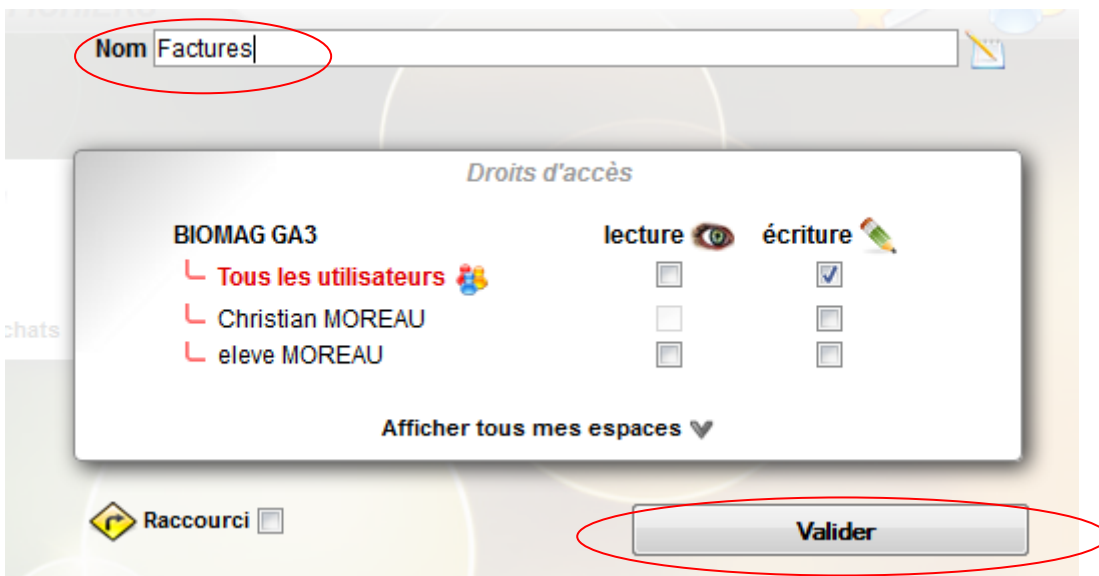 FICHIERS
Nom Factures
Droits d'accès
BIOMAG GA3 lecture écriture
Tous les utilisateurs
Christian MOREAU
chats
eleve MOREAU
Afficher tous mes espaces
Raccourci Valider